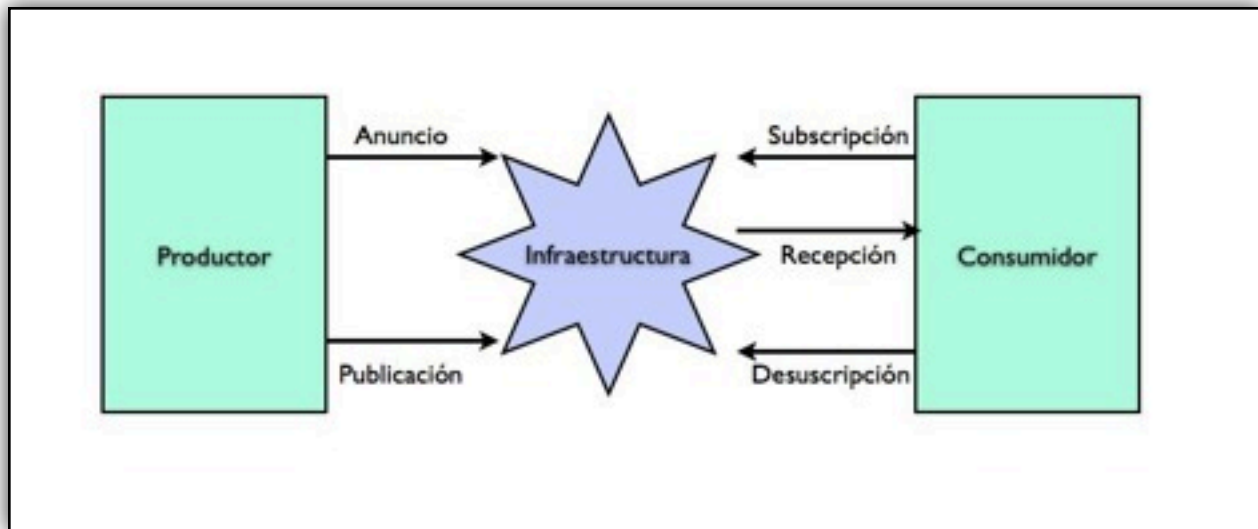 Anuncio
Subscripción
Productor
Infraestructura
Recepción
Consumidor
Publicación
Desuscripción